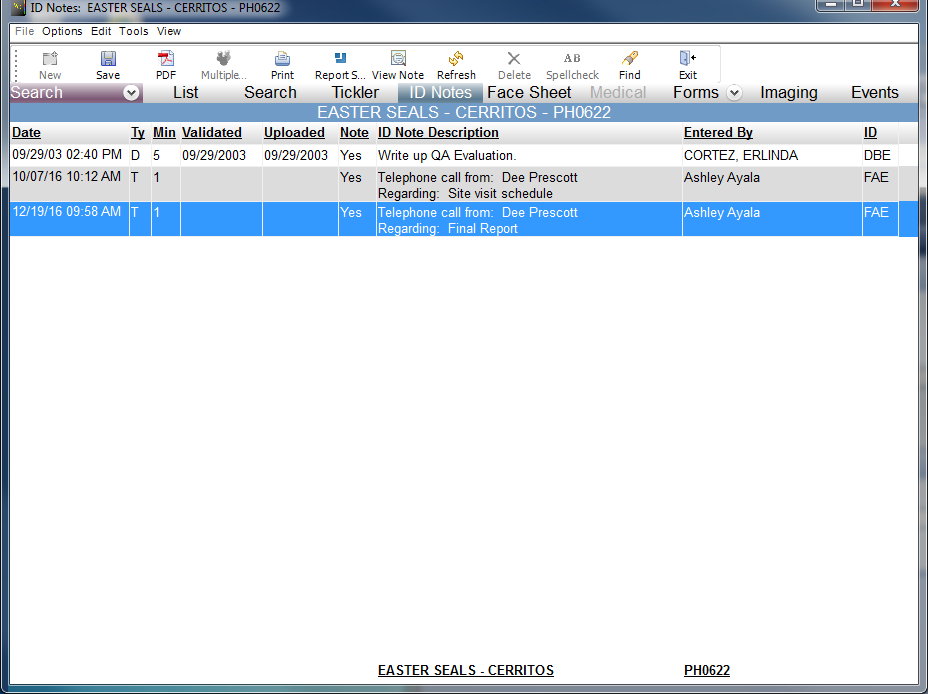 ID Notes: EASTER SEALS - CERRITOS - PH0622
File Options Edit Tools View
New Save PDF Multiple... Print Report S... View Note Refresh Delete Spellcheck Find Exit
Search List Search Tickler ID Notes Face Sheet Medical Forms Imaging Events
EASTER SEALS - CERRITOS - PH0622
Date Ty Min Validated Uploaded Note ID Note Description Entered By ID
09/29/03 02:40 PM D 5 09/29/2003 09/29/2003 Yes Write up QA Evaluation. CORTEZ, ERLINDA DBE
10/07/16 10:12 AM T 1 Yes Telephone call from: Dee Prescott Ashley Ayala FAE
Regarding: Site visit schedule
12/19/16 09:58 AM T 1 Yes Telephone call from: Dee Prescott Ashley Ayala FAE
Regarding: Final Report
EASTER SEALS - CERRITOS PH0622